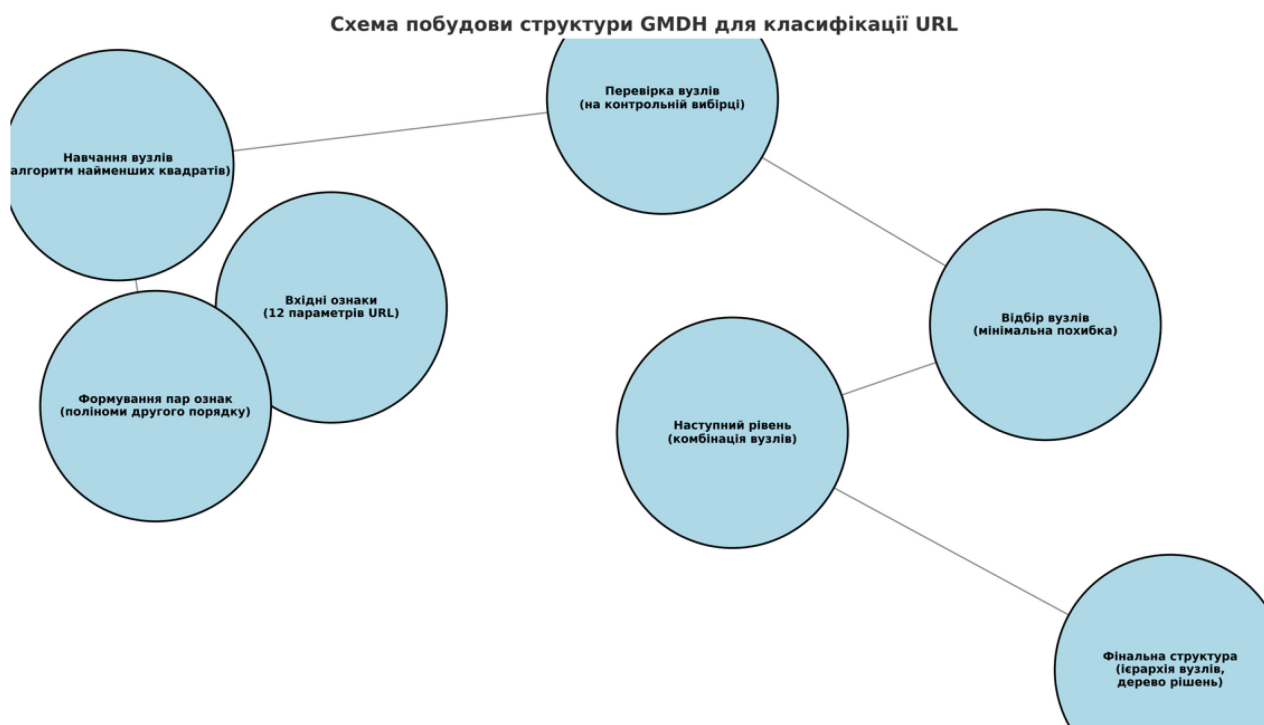 Схема побудови структури GMDH для класифікації URL
Перевірка вузлів
(на контрольній вибірці)
Навчання вузлів
алгоритм найменших квадратів)
Вхідні ознаки
(12 параметрів URL)
Відбір вузлів
(мінімальна похибка)
Формування пар ознак
(поліноми другого порядку)
Наступний рівень
(комбінація вузлів)
Фінальна структура
(ієрархія вузлів,
дерево рішень)